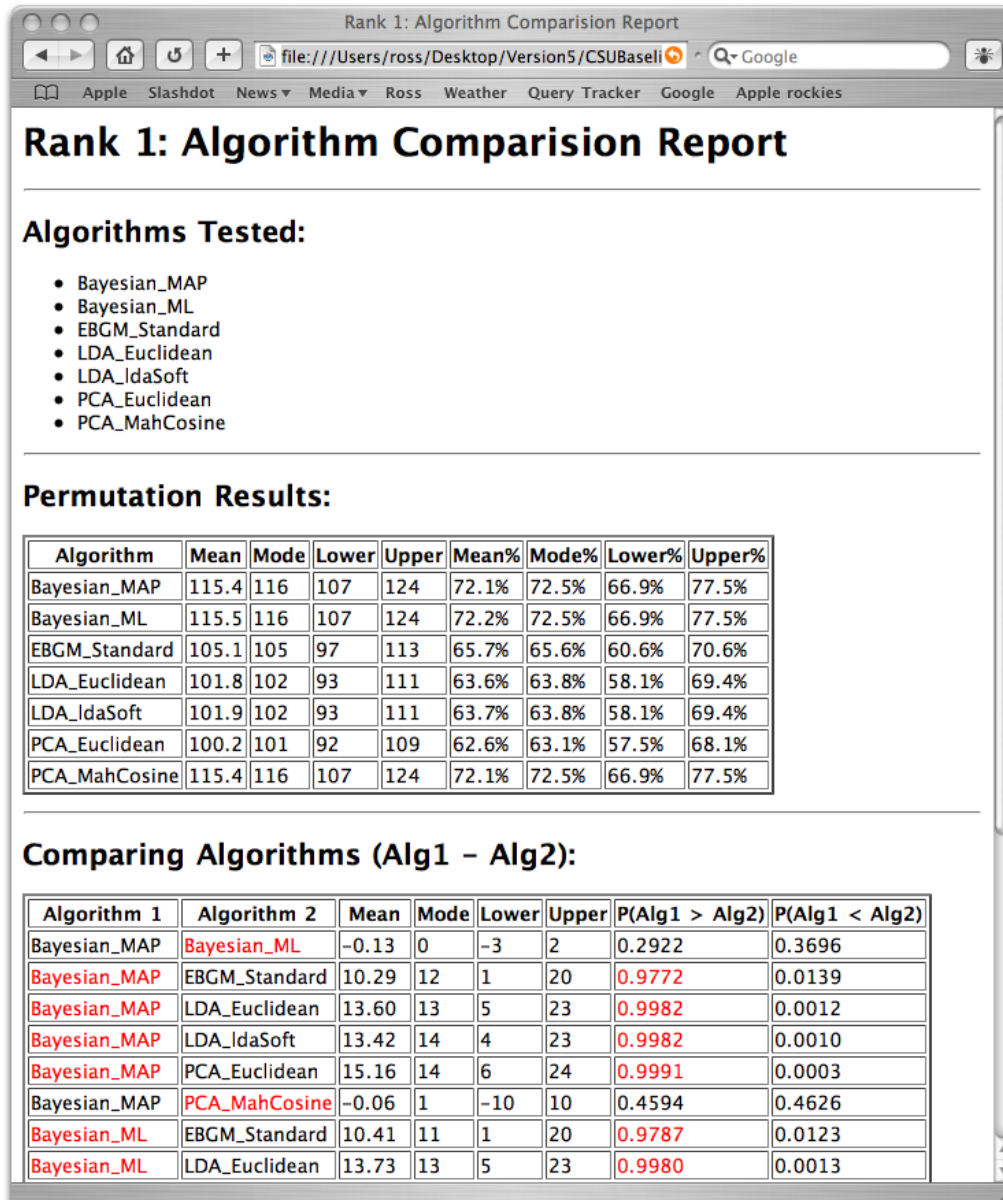 Rank 1: Algorithm Comparision Report
file:///Users/ross/Desktop/Version5/CSUBaseli Google
Apple Slashdot News Media Ross Weather Query Tracker Google Apple rockies
Rank 1: Algorithm Comparision Report
Algorithms Tested:
• Bayesian_MAP
• Bayesian_ML
• EBGM_Standard
• LDA_Euclidean
• LDA_ldaSoft
• PCA_Euclidean
• PCA_MahCosine
Permutation Results:
Algorithm Mean Mode Lower Upper Mean% Mode% Lower% Upper%
Bayesian_MAP 115.4 116 107 124 72.1% 72.5% 66.9% 77.5%
Bayesian_ML 115.5 116 107 124 72.2% 72.5% 66.9% 77.5%
EBGM_Standard 105.1 105 97 113 65.7% 65.6% 60.6% 70.6%
LDA_Euclidean 101.8 102 93 111 63.6% 63.8% 58.1% 69.4%
LDA_ldaSoft 101.9 102 93 111 63.7% 63.8% 58.1% 69.4%
PCA_Euclidean 100.2 101 92 109 62.6% 63.1% 57.5% 68.1%
PCA_MahCosine 115.4 116 107 124 72.1% 72.5% 66.9% 77.5%
Comparing Algorithms (Alg1 – Alg2):
Algorithm 1 Algorithm 2 Mean Mode Lower Upper P(Alg1 > Alg2) P(Alg1 < Alg2)
Bayesian_MAP Bayesian_ML -0.13 0 -3 2 0.2922 0.3696
Bayesian_MAP EBGM_Standard 10.29 12 1 20 0.9772 0.0139
Bayesian_MAP LDA_Euclidean 13.60 13 5 23 0.9982 0.0012
Bayesian_MAP LDA_ldaSoft 13.42 14 4 23 0.9982 0.0010
Bayesian_MAP PCA_Euclidean 15.16 14 6 24 0.9991 0.0003
Bayesian_MAP PCA_MahCosine -0.06 1 -10 10 0.4594 0.4626
Bayesian_ML EBGM_Standard 10.41 11 1 20 0.9787 0.0123
Bayesian_ML LDA_Euclidean 13.73 13 5 23 0.9980 0.0013